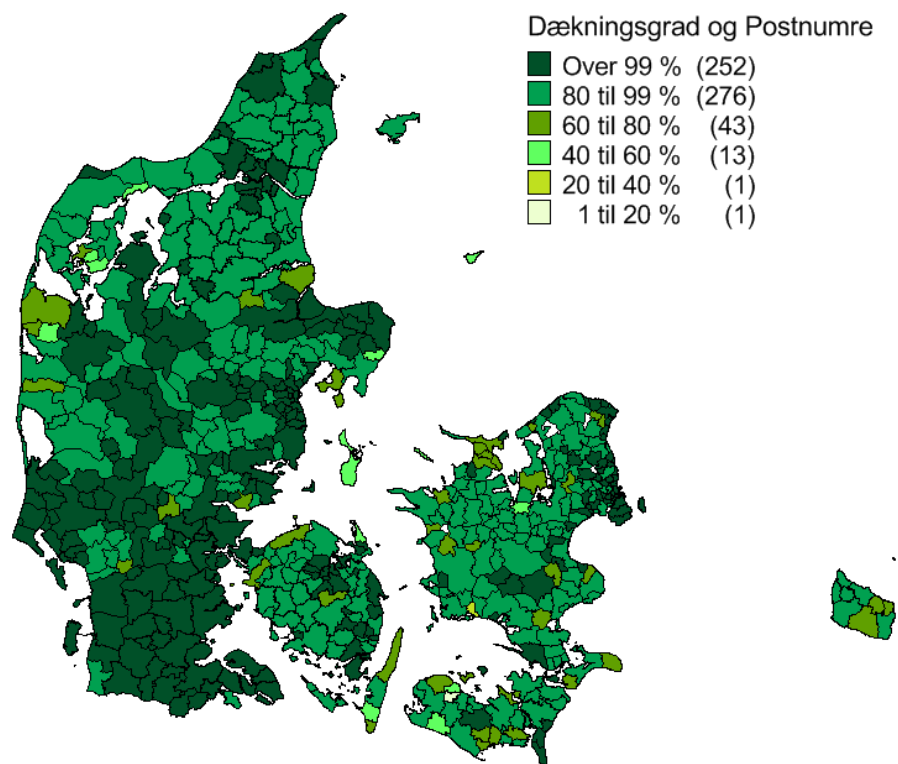 Dækningsgrad og Postnumre
Over 99 % (252)
80 til 99 % (276)
60 til 80 % (43)
40 til 60 % (13)
20 til 40 % (1)
1 til 20 % (1)